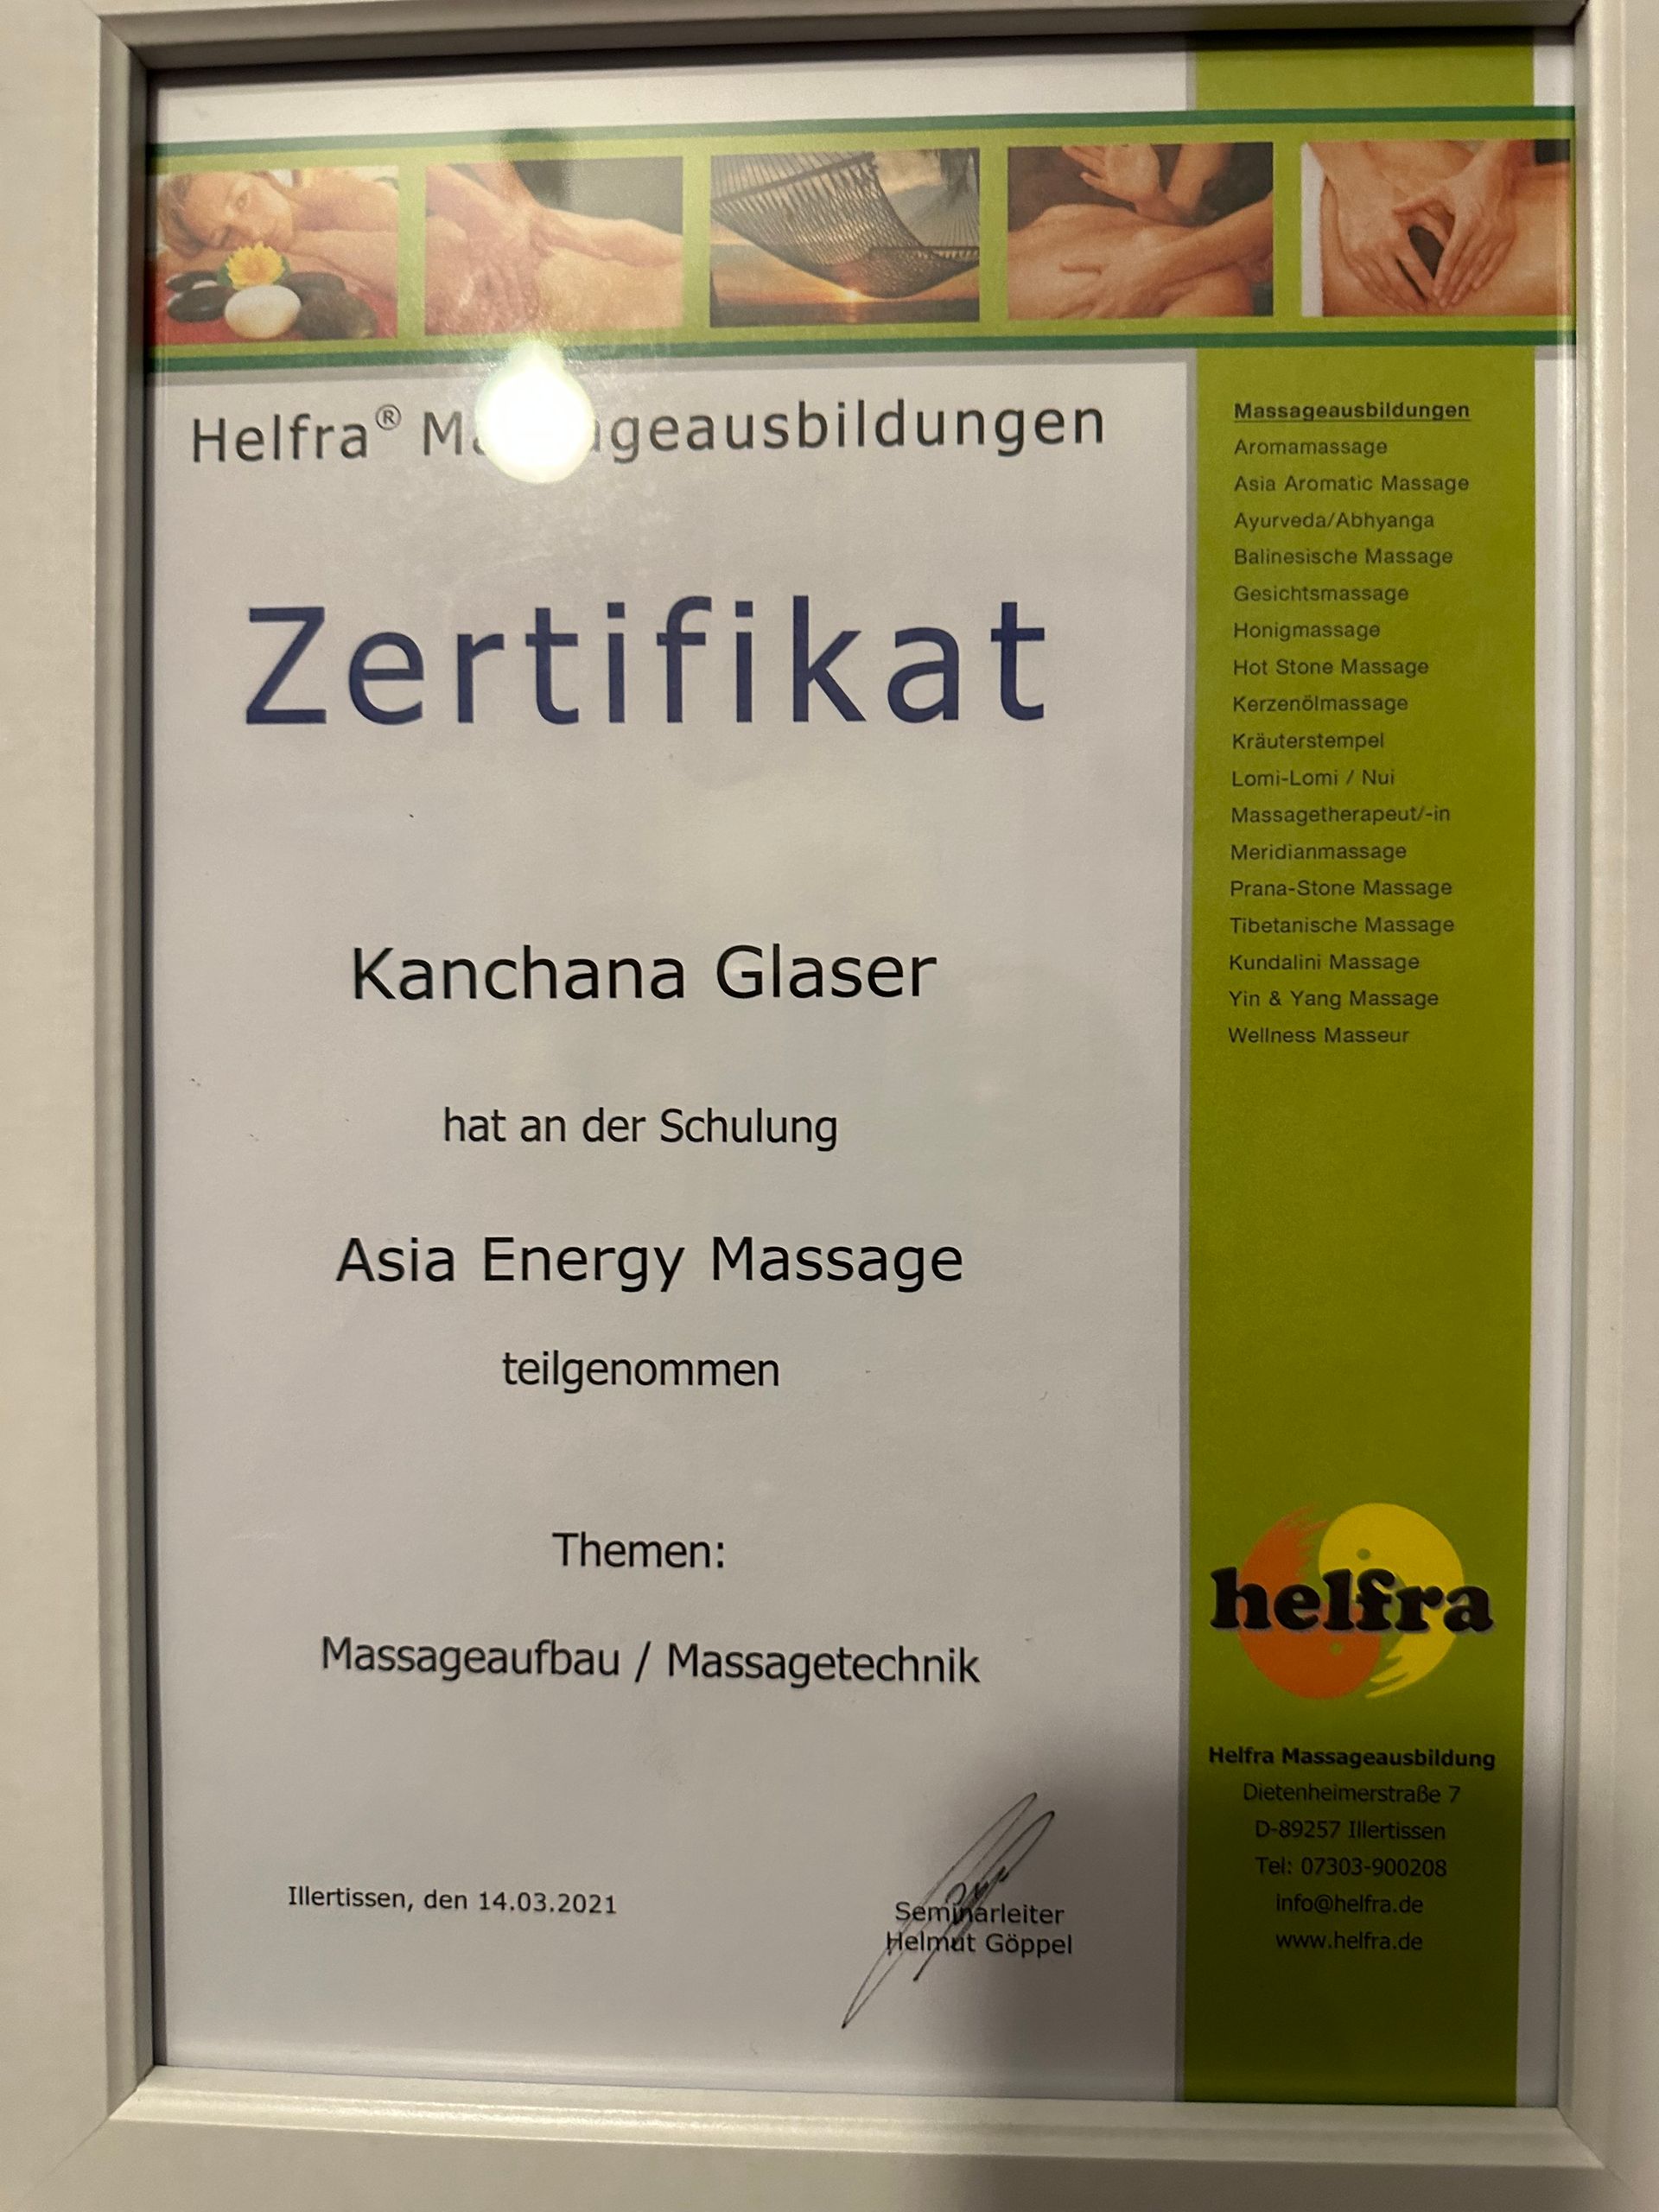 Helfra® Massageausbildungen
Zertifikat
Kanchana Glaser
hat an der Schulung
Asia Energy Massage
teilgenommen
Themen:
Massageaufbau / Massagetechnik
Illertissen, den 14.03.2021
Seminarleiter
Helmut Göppel
Massageausbildungen
Aromamassage
Asia Aromatic Massage
Ayurveda/Abhyanga
Balinesische Massage
Gesichtsmassage
Honigmassage
Hot Stone Massage
Kerzenölmassage
Kräuterstempel
Lomi-Lomi / Nui
Massagetherapeut/-in
Meridianmassage
Prana-Stone Massage
Tibetanische Massage
Kundalini Massage
Yin & Yang Massage
Wellness Masseur
helfra
Helfra Massageausbildung
Dietenheimerstraße 7
D-89257 Illertissen
Tel: 07303-900208
info@helfra.de
www.helfra.de